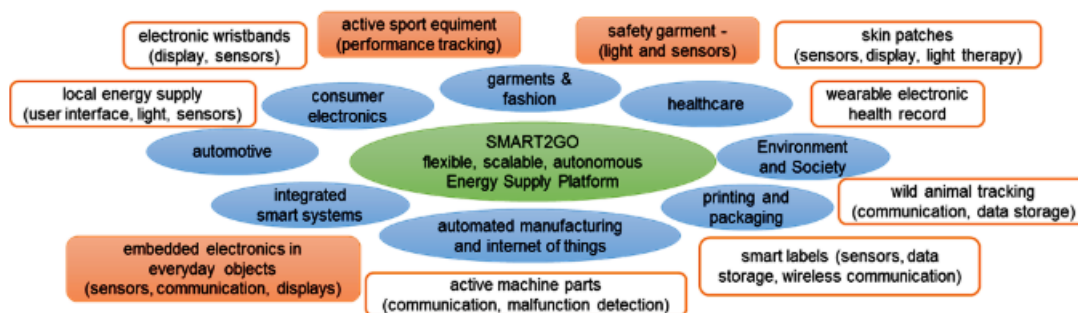 electronic wristbands
(display, sensors)
active sport equiment
(performance tracking)
safety garment -
(light and sensors)
skin patches
(sensors, display, light therapy)
local energy supply
(user interface, light, sensors)
consumer
electronics
garments &
fashion
healthcare
wearable electronic
health record
automotive
SMART2GO
flexible, scalable, autonomous
Energy Supply Platform
Environment
and Society
integrated
smart systems
automated manufacturing
and internet of things
printing and
packaging
wild animal tracking
(communication, data storage)
embedded electronics in
everyday objects
(sensors, communication, displays)
active machine parts
(communication, malfunction detection)
smart labels (sensors, data
storage, wireless communication)